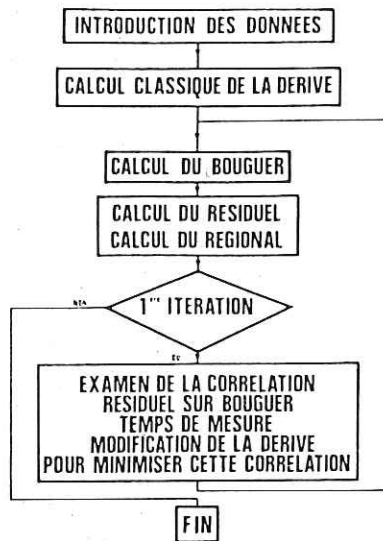 INTRODUCTION DES DONNEES
CALCUL CLASSIQUE DE LA DERIVE
CALCUL DU BOUGUER
CALCUL DU RESIDUEL
CALCUL DU REGIONAL
1ère ITERATION
EXAMEN DE LA CORRELATION
RESIDUEL SUR BOUGUER
TEMPS DE MESURE
MODIFICATION DE LA DERIVE
POUR MINIMISER CETTE CORRELATION
FIN